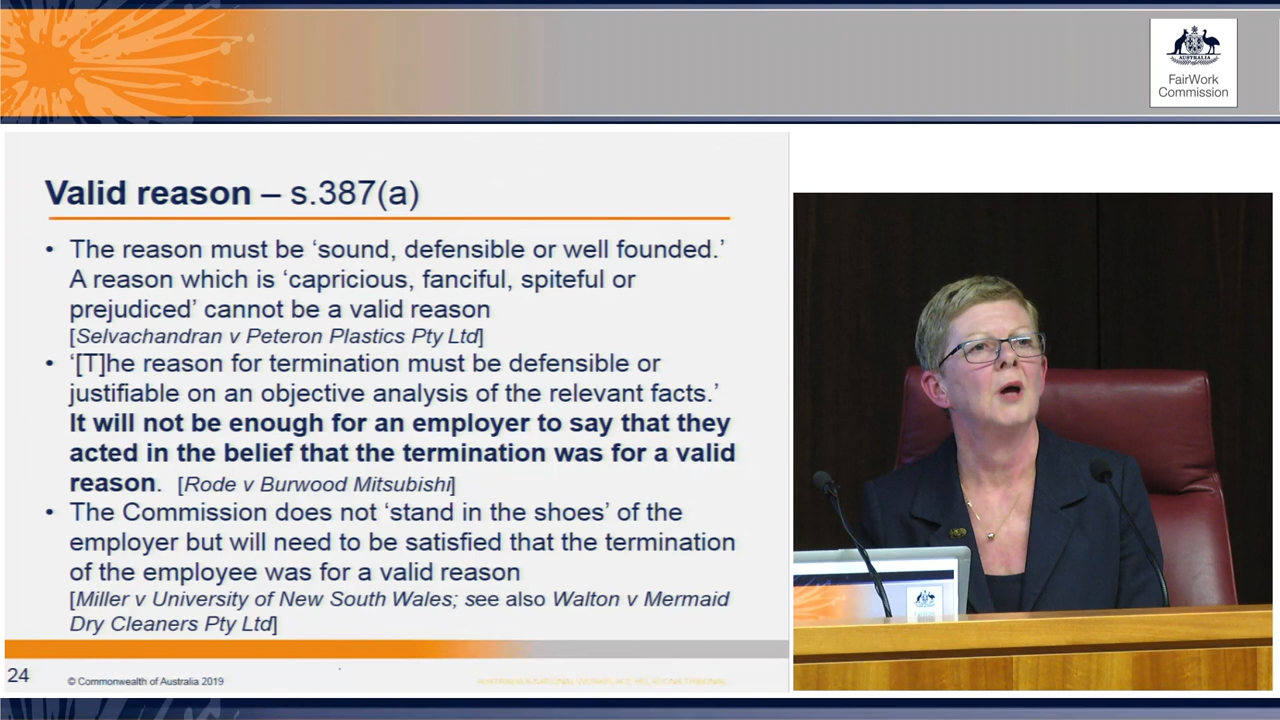 AUSTRALIA
FairWork
Commission
Valid reason – s.387(a)
• The reason must be ‘sound, defensible or well founded.’
A reason which is ‘capricious, fanciful, spiteful or
prejudiced’ cannot be a valid reason
[Selvachandran v Peteron Plastics Pty Ltd]
• ‘[T]he reason for termination must be defensible or
justifiable on an objective analysis of the relevant facts.’
It will not be enough for an employer to say that they
acted in the belief that the termination was for a valid
reason. [Rode v Burwood Mitsubishi]
• The Commission does not ‘stand in the shoes’ of the
employer but will need to be satisfied that the termination
of the employee was for a valid reason
[Miller v University of New South Wales; see also Walton v Mermaid
Dry Cleaners Pty Ltd]
24
© Commonwealth of Australia 2019